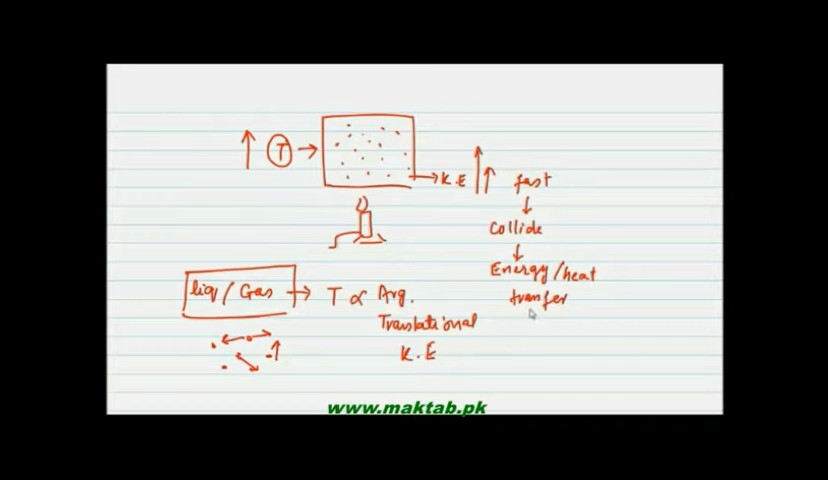 T
K.E fast
Collide
Energy/heat
transfer
liq/Gas
T ∝ Avg.
Translational
K.E
www.maktab.pk